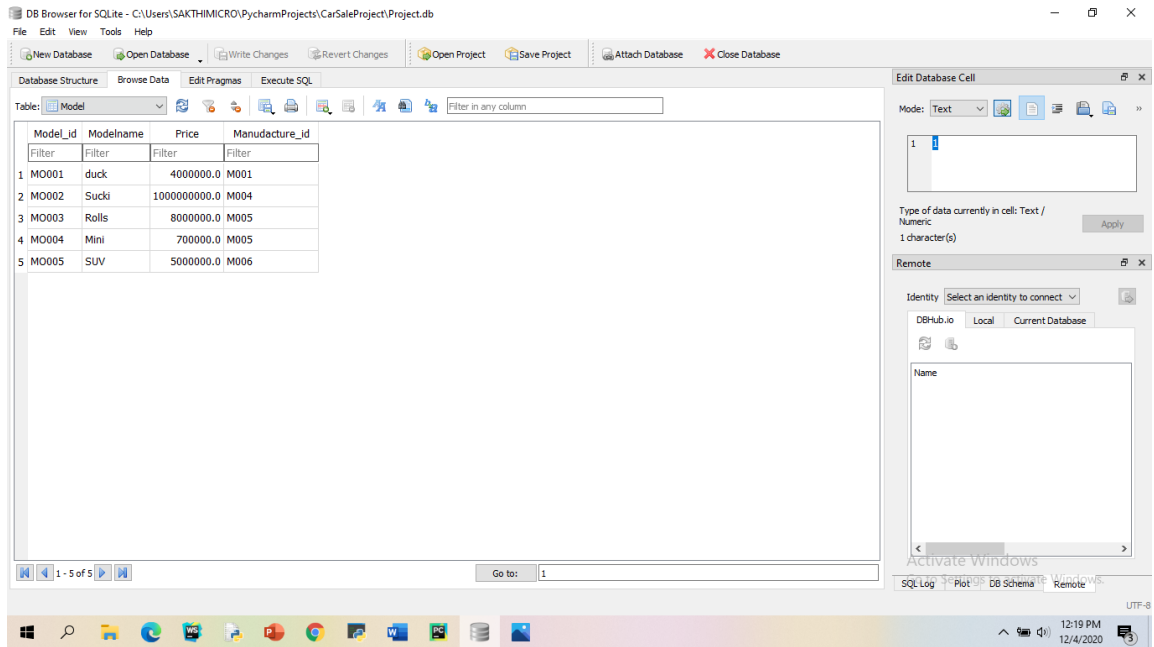 DB Browser for SQLite - C:\Users\SAKTHIMICRO\PycharmProjects\CarSaleProject\Project.db
File Edit View Tools Help
New Database Open Database Write Changes Revert Changes Open Project Save Project Attach Database Close Database
Database Structure Browse Data Edit Pragmas Execute SQL
Table: Model Filter in any column
Model_id Modelname Price Manudacture_id
Filter Filter Filter Filter
1 MO001 duck 4000000.0 M001
2 MO002 Sucki 1000000000.0 M004
3 MO003 Rolls 8000000.0 M005
4 MO004 Mini 700000.0 M005
5 MO005 SUV 5000000.0 M006
1 - 5 of 5 Go to: 1
Edit Database Cell
Mode: Text »
1 1
Type of data currently in cell: Text /
Numeric
Apply
1 character(s)
Remote
Identity Select an identity to connect
DBHub.io Local Current Database
Name
Activate Windows
Go to Settings to activate Windows.
SQL Log Plot DB Schema Remote
UTF-8
12:19 PM
12/4/2020
3